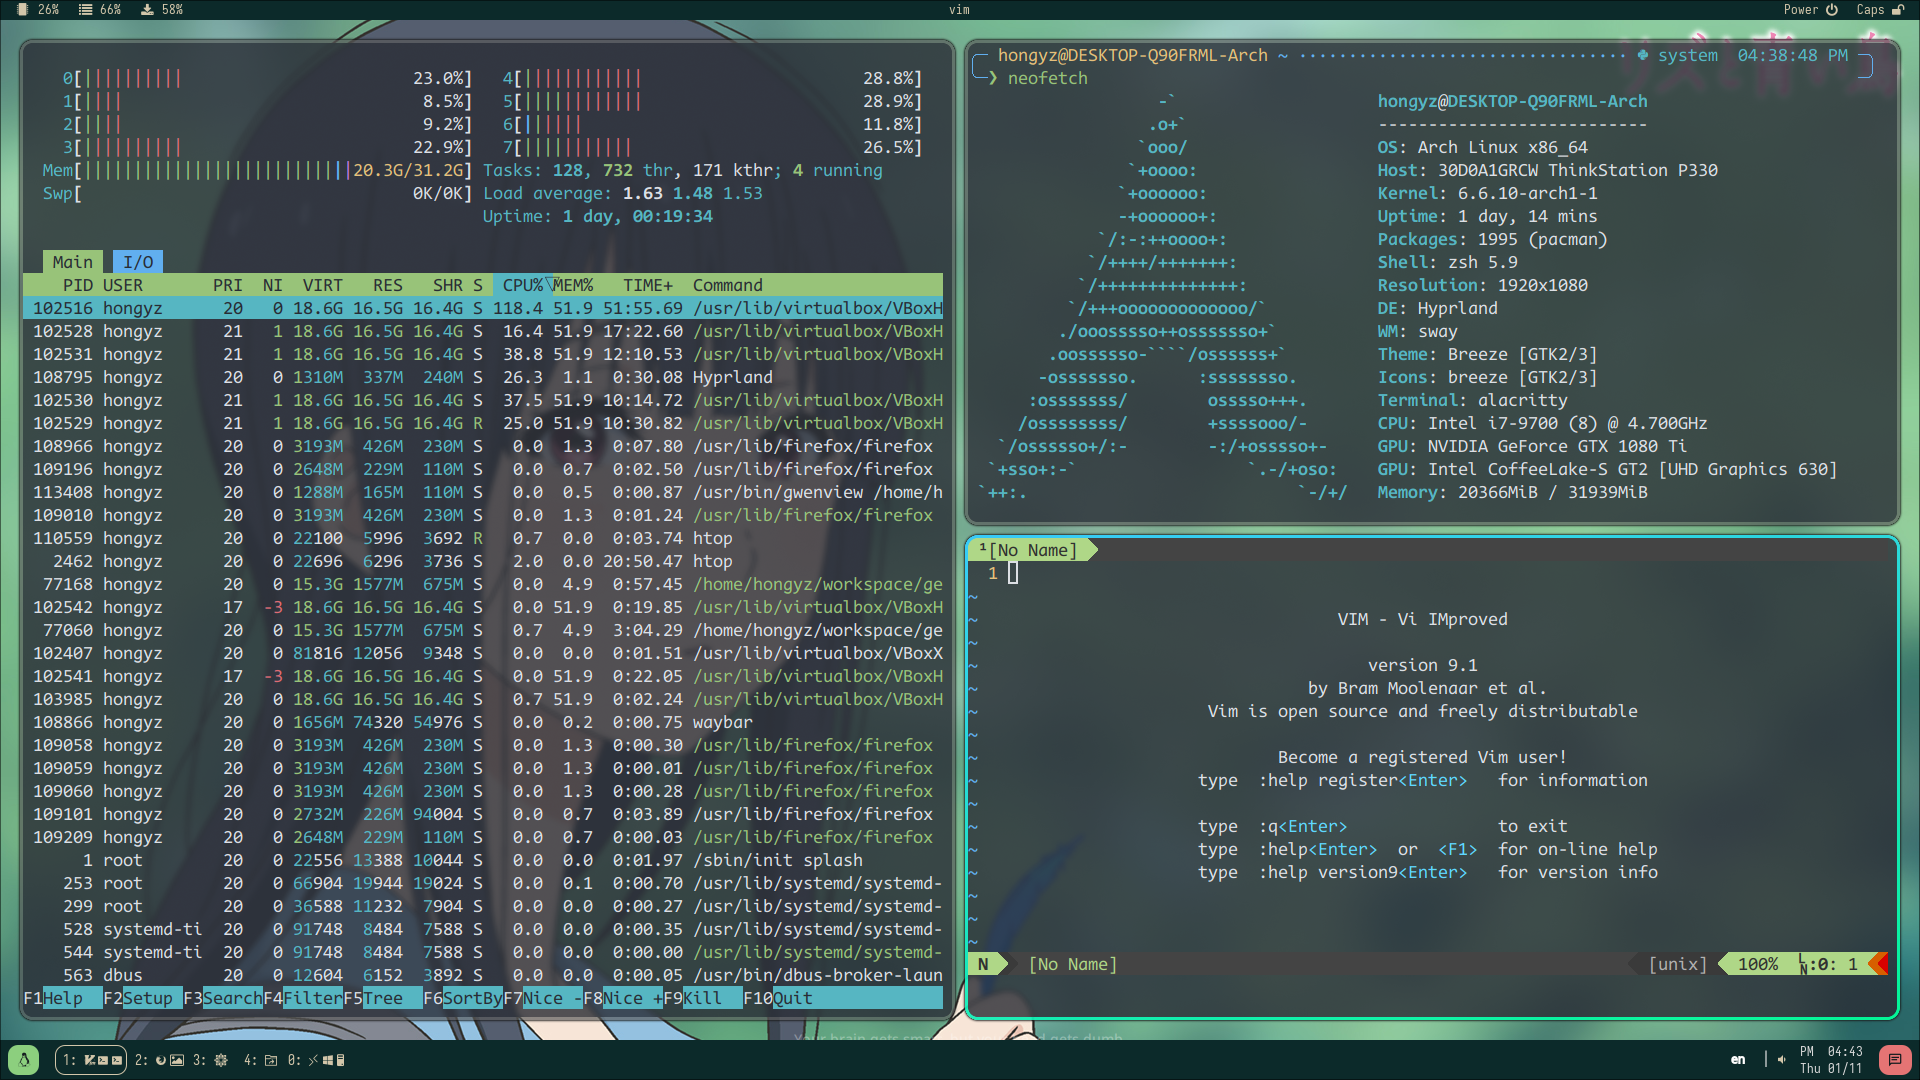 26% 66% 58% vim Power Caps
0[|||||||||| 23.0%] 4[|||||||||||| 28.8%]
1[|||| 8.5%] 5[|||||||||||| 28.9%]
2[|||| 9.2%] 6[|||||| 11.8%]
3[|||||||||| 22.9%] 7[||||||||||| 26.5%]
Mem[|||||||||||||||||||||||||||20.3G/31.2G] Tasks: 128, 732 thr, 171 kthr; 4 running
Swp[ 0K/0K] Load average: 1.63 1.48 1.53
Uptime: 1 day, 00:19:34
Main I/O
PID USER PRI NI VIRT RES SHR S CPU%▽MEM% TIME+ Command
102516 hongyz 20 0 18.6G 16.5G 16.4G S 118.4 51.9 51:55.69 /usr/lib/virtualbox/VBoxH
102528 hongyz 21 1 18.6G 16.5G 16.4G S 16.4 51.9 17:22.60 /usr/lib/virtualbox/VBoxH
102531 hongyz 21 1 18.6G 16.5G 16.4G S 38.8 51.9 12:10.53 /usr/lib/virtualbox/VBoxH
108795 hongyz 20 0 1310M 337M 240M S 26.3 1.1 0:30.08 Hyprland
102530 hongyz 21 1 18.6G 16.5G 16.4G S 37.5 51.9 10:14.72 /usr/lib/virtualbox/VBoxH
102529 hongyz 21 1 18.6G 16.5G 16.4G R 25.0 51.9 10:30.82 /usr/lib/virtualbox/VBoxH
108966 hongyz 20 0 3193M 426M 230M S 0.0 1.3 0:07.80 /usr/lib/firefox/firefox
109196 hongyz 20 0 2648M 229M 110M S 0.0 0.7 0:02.50 /usr/lib/firefox/firefox
113408 hongyz 20 0 1288M 165M 110M S 0.0 0.5 0:00.87 /usr/bin/gwenview /home/h
109010 hongyz 20 0 3193M 426M 230M S 0.0 1.3 0:01.24 /usr/lib/firefox/firefox
110559 hongyz 20 0 22100 5996 3692 R 0.7 0.0 0:03.74 htop
2462 hongyz 20 0 22696 6296 3736 S 2.0 0.0 20:50.47 htop
77168 hongyz 20 0 15.3G 1577M 675M S 0.0 4.9 0:57.45 /home/hongyz/workspace/ge
102542 hongyz 17 -3 18.6G 16.5G 16.4G S 0.0 51.9 0:19.85 /usr/lib/virtualbox/VBoxH
77060 hongyz 20 0 15.3G 1577M 675M S 0.7 4.9 3:04.29 /home/hongyz/workspace/ge
102407 hongyz 20 0 81816 12056 9348 S 0.0 0.0 0:01.51 /usr/lib/virtualbox/VBoxX
102541 hongyz 17 -3 18.6G 16.5G 16.4G S 0.0 51.9 0:22.05 /usr/lib/virtualbox/VBoxH
103985 hongyz 20 0 18.6G 16.5G 16.4G S 0.7 51.9 0:02.24 /usr/lib/virtualbox/VBoxH
108866 hongyz 20 0 1656M 74320 54976 S 0.0 0.2 0:00.75 waybar
109058 hongyz 20 0 3193M 426M 230M S 0.0 1.3 0:00.30 /usr/lib/firefox/firefox
109059 hongyz 20 0 3193M 426M 230M S 0.0 1.3 0:00.01 /usr/lib/firefox/firefox
109060 hongyz 20 0 3193M 426M 230M S 0.0 1.3 0:00.28 /usr/lib/firefox/firefox
109101 hongyz 20 0 2732M 226M 94004 S 0.0 0.7 0:03.89 /usr/lib/firefox/firefox
109209 hongyz 20 0 2648M 229M 110M S 0.0 0.7 0:00.03 /usr/lib/firefox/firefox
1 root 20 0 22556 13388 10044 S 0.0 0.0 0:01.97 /sbin/init splash
253 root 20 0 66904 19944 19024 S 0.0 0.1 0:00.70 /usr/lib/systemd/systemd-
299 root 20 0 36588 11232 7904 S 0.0 0.0 0:00.27 /usr/lib/systemd/systemd-
528 systemd-ti 20 0 91748 8484 7588 S 0.0 0.0 0:00.35 /usr/lib/systemd/systemd-
544 systemd-ti 20 0 91748 8484 7588 S 0.0 0.0 0:00.00 /usr/lib/systemd/systemd-
563 dbus 20 0 12604 6152 3892 S 0.0 0.0 0:00.05 /usr/bin/dbus-broker-laun
F1Help F2Setup F3SearchF4FilterF5Tree F6SortByF7Nice -F8Nice +F9Kill F10Quit
hongyz@DESKTOP-Q90FRML-Arch ~ system 04:38:48 PM
❯ neofetch
-` hongyz@DESKTOP-Q90FRML-Arch
.o+` ---------------------------
`ooo/ OS: Arch Linux x86_64
`+oooo: Host: 30D0A1GRCW ThinkStation P330
`+oooooo: Kernel: 6.6.10-arch1-1
-+oooooo+: Uptime: 1 day, 14 mins
`/:-:++oooo+: Packages: 1995 (pacman)
`/++++/+++++++: Shell: zsh 5.9
`/++++++++++++++: Resolution: 1920x1080
`/+++ooooooooooooo/` DE: Hyprland
./ooosssso++osssssso+` WM: sway
.oossssso-````/ossssss+` Theme: Breeze [GTK2/3]
-osssssso. :ssssssso. Icons: breeze [GTK2/3]
:osssssss/ osssso+++. Terminal: alacritty
/ossssssss/ +ssssooo/- CPU: Intel i7-9700 (8) @ 4.700GHz
`/ossssso+/:- -:/+osssso+- GPU: NVIDIA GeForce GTX 1080 Ti
`+sso+:-` `.-/+oso: GPU: Intel CoffeeLake-S GT2 [UHD Graphics 630]
`++:. `-/+/ Memory: 20366MiB / 31939MiB
¹[No Name]
1
~
VIM - Vi IMproved
~
version 9.1
by Bram Moolenaar et al.
Vim is open source and freely distributable
~
Become a registered Vim user!
type :help register<Enter> for information
~
type :q<Enter> to exit
type :help<Enter> or <F1> for on-line help
type :help version9<Enter> for version info
~
~
~
N [No Name] [unix] 100% LN:0: 1
1: 2: 3: 4: 0: en PM 04:43
Thu 01/11